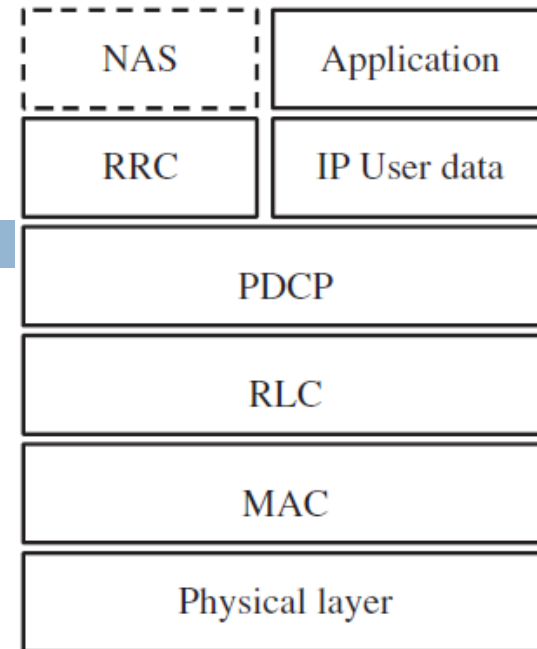 NAS
Application
RRC
IP User data
PDCP
RLC
MAC
Physical layer